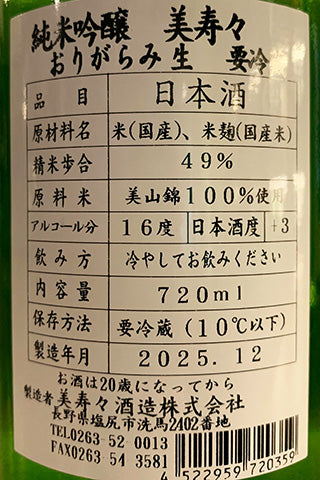 純米吟醸 美寿々
おりがらみ生 要冷
品目 日本酒
原材料名 米(国産)、米麹(国産米)
精米歩合 49%
原料米 美山錦100%使用
アルコール分 16度 日本酒度 +3
飲み方 冷やしてお飲みください
内容量 720ml
保存方法 要冷蔵(10℃以下)
製造年月 2025.12
お酒は20歳になってから
製造者 美寿々酒造株式会社
長野県塩尻市洗馬2402番地
TEL0263-52 0013
FAX0263-54 3581
4 522959 720359